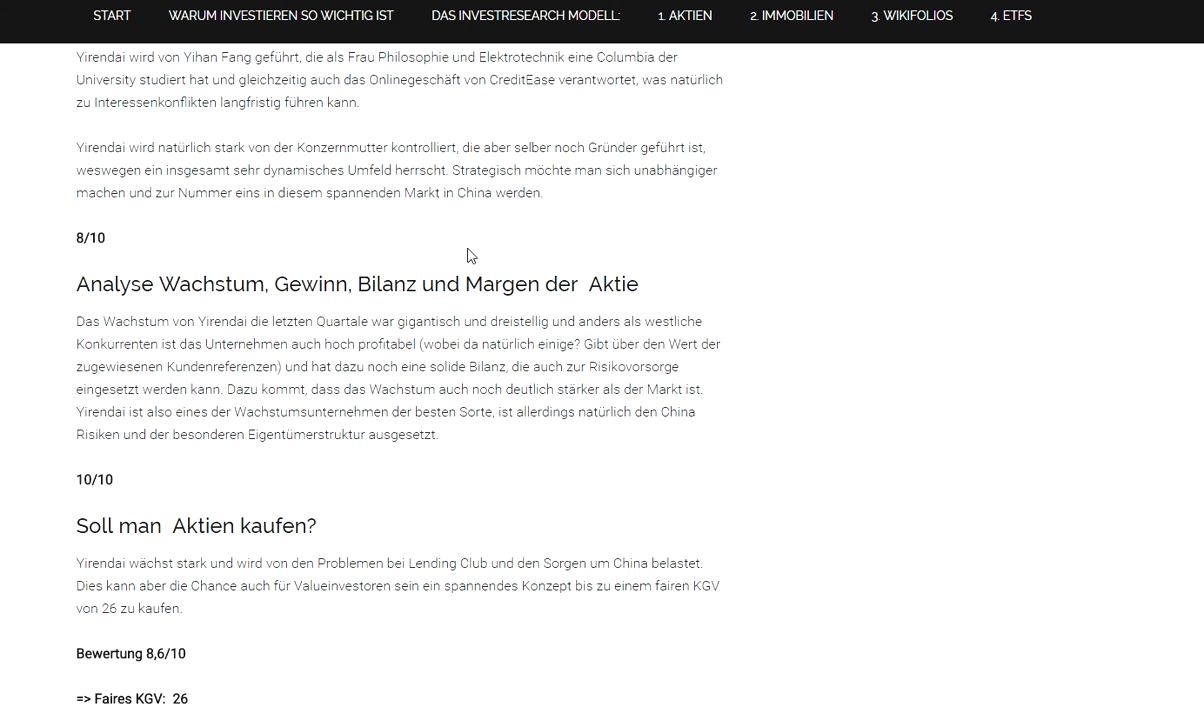 START WARUM INVESTIEREN SO WICHTIG IST DAS INVESTRESEARCH MODELL: 1. AKTIEN 2. IMMOBILIEN 3. WIKIFOLIOS 4. ETFS
Yirendai wird von Yihan Fang geführt, die als Frau Philosophie und Elektrotechnik eine Columbia der
University studiert hat und gleichzeitig auch das Onlinegeschäft von CreditEase verantwortet, was natürlich
zu Interessenkonflikten langfristig führen kann.
Yirendai wird natürlich stark von der Konzernmutter kontrolliert, die aber selber noch Gründer geführt ist,
weswegen ein insgesamt sehr dynamisches Umfeld herrscht. Strategisch möchte man sich unabhängiger
machen und zur Nummer eins in diesem spannenden Markt in China werden.
8/10
Analyse Wachstum, Gewinn, Bilanz und Margen der Aktie
Das Wachstum von Yirendai die letzten Quartale war gigantisch und dreistellig und anders als westliche
Konkurrenten ist das Unternehmen auch hoch profitabel (wobei da natürlich einige? Gibt über den Wert der
zugewiesenen Kundenreferenzen) und hat dazu noch eine solide Bilanz, die auch zur Risikovorsorge
eingesetzt werden kann. Dazu kommt, dass das Wachstum auch noch deutlich stärker als der Markt ist.
Yirendai ist also eines der Wachstumsunternehmen der besten Sorte, ist allerdings natürlich den China
Risiken und der besonderen Eigentümerstruktur ausgesetzt.
10/10
Soll man Aktien kaufen?
Yirendai wächst stark und wird von den Problemen bei Lending Club und den Sorgen um China belastet.
Dies kann aber die Chance auch für Valueinvestoren sein ein spannendes Konzept bis zu einem fairen KGV
von 26 zu kaufen.
Bewertung 8,6/10
=> Faires KGV: 26